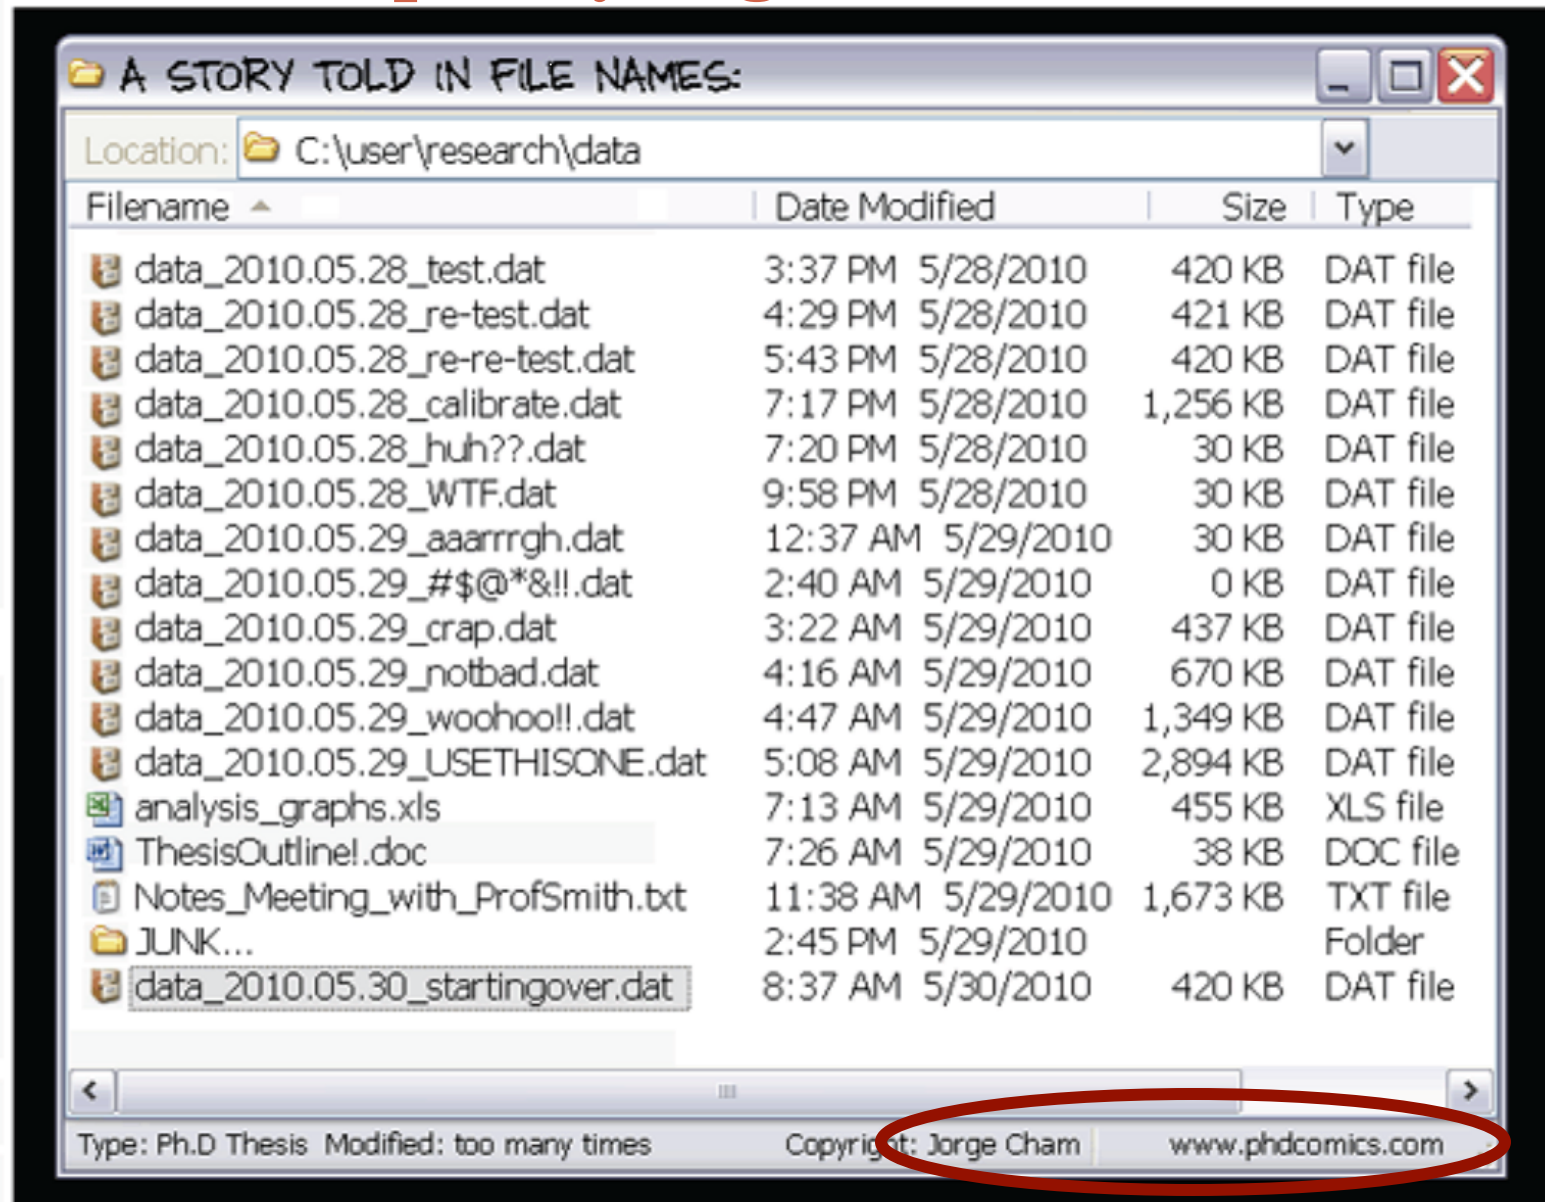 A STORY TOLD IN FILE NAMES:
Location: C:\user\research\data
Filename Date Modified Size Type
data_2010.05.28_test.dat 3:37 PM 5/28/2010 420 KB DAT file
data_2010.05.28_re-test.dat 4:29 PM 5/28/2010 421 KB DAT file
data_2010.05.28_re-re-test.dat 5:43 PM 5/28/2010 420 KB DAT file
data_2010.05.28_calibrate.dat 7:17 PM 5/28/2010 1,256 KB DAT file
data_2010.05.28_huh??.dat 7:20 PM 5/28/2010 30 KB DAT file
data_2010.05.28_WTF.dat 9:58 PM 5/28/2010 30 KB DAT file
data_2010.05.29_aaarrrgh.dat 12:37 AM 5/29/2010 30 KB DAT file
data_2010.05.29_#$@*&!!.dat 2:40 AM 5/29/2010 0 KB DAT file
data_2010.05.29_crap.dat 3:22 AM 5/29/2010 437 KB DAT file
data_2010.05.29_notbad.dat 4:16 AM 5/29/2010 670 KB DAT file
data_2010.05.29_woohoo!!.dat 4:47 AM 5/29/2010 1,349 KB DAT file
data_2010.05.29_USETHISONE.dat 5:08 AM 5/29/2010 2,894 KB DAT file
analysis_graphs.xls 7:13 AM 5/29/2010 455 KB XLS file
ThesisOutline!.doc 7:26 AM 5/29/2010 38 KB DOC file
Notes_Meeting_with_ProfSmith.txt 11:38 AM 5/29/2010 1,673 KB TXT file
JUNK... 2:45 PM 5/29/2010 Folder
data_2010.05.30_startingover.dat 8:37 AM 5/30/2010 420 KB DAT file
Type: Ph.D Thesis Modified: too many times Copyright: Jorge Cham www.phdcomics.com